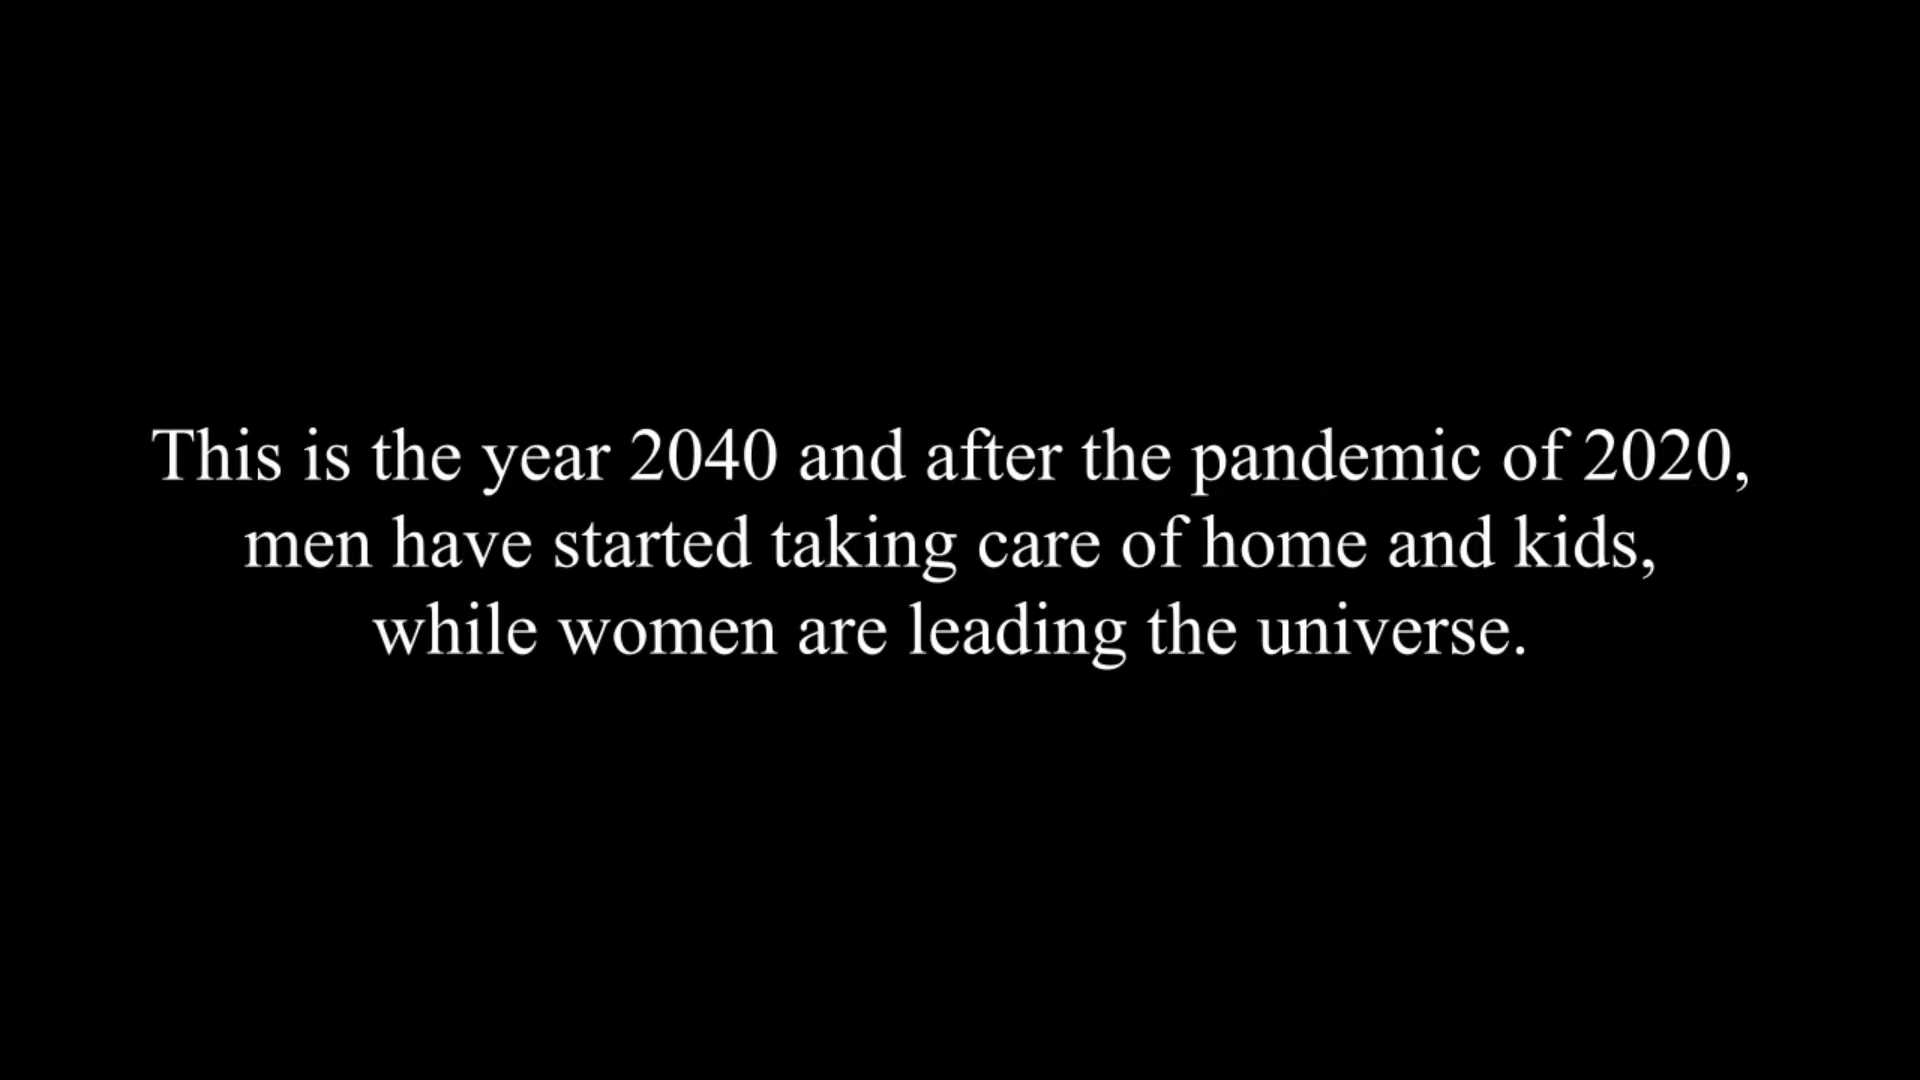 This is the year 2040 and after the pandemic of 2020,
men have started taking care of home and kids,
while women are leading the universe.